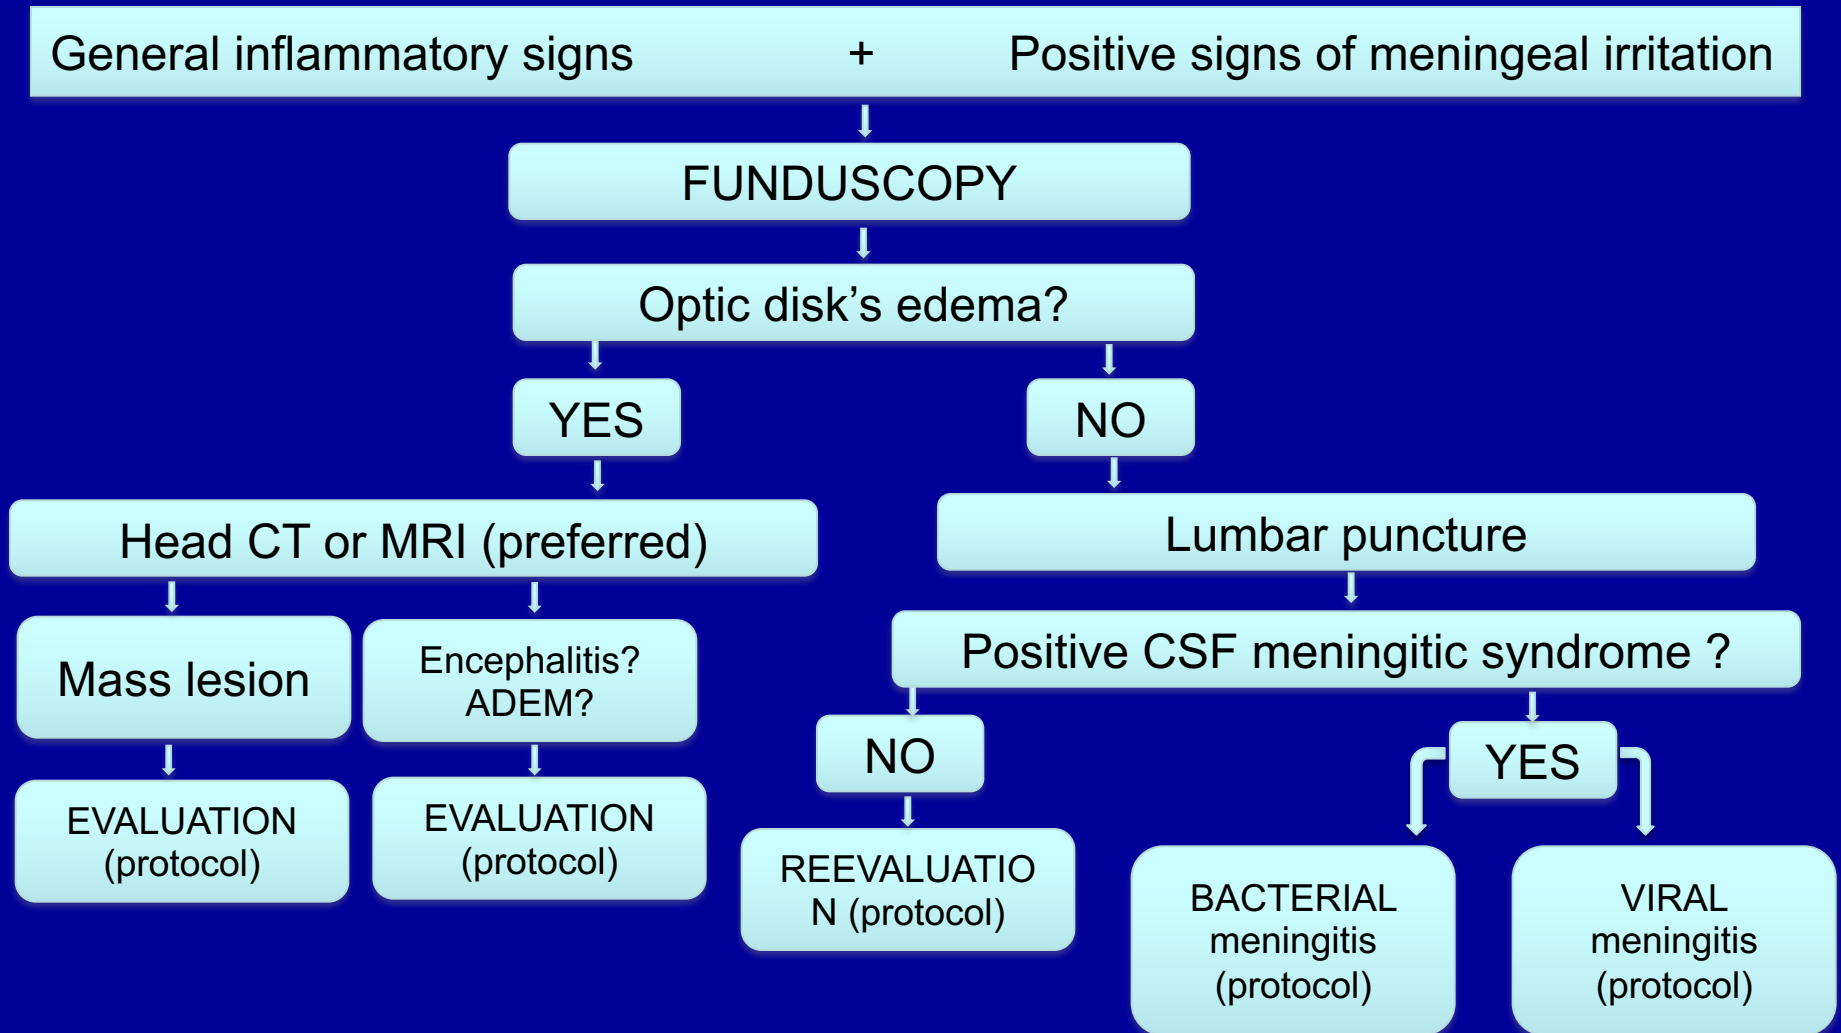 General inflammatory signs + Positive signs of meningeal irritation
FUNDUSCOPY
Optic disk’s edema?
YES
NO
Head CT or MRI (preferred)
Lumbar puncture
Mass lesion
Encephalitis?
ADEM?
Positive CSF meningitic syndrome ?
NO
YES
EVALUATION
(protocol)
EVALUATION
(protocol)
REEVALUATIO
N (protocol)
BACTERIAL
meningitis
(protocol)
VIRAL
meningitis
(protocol)